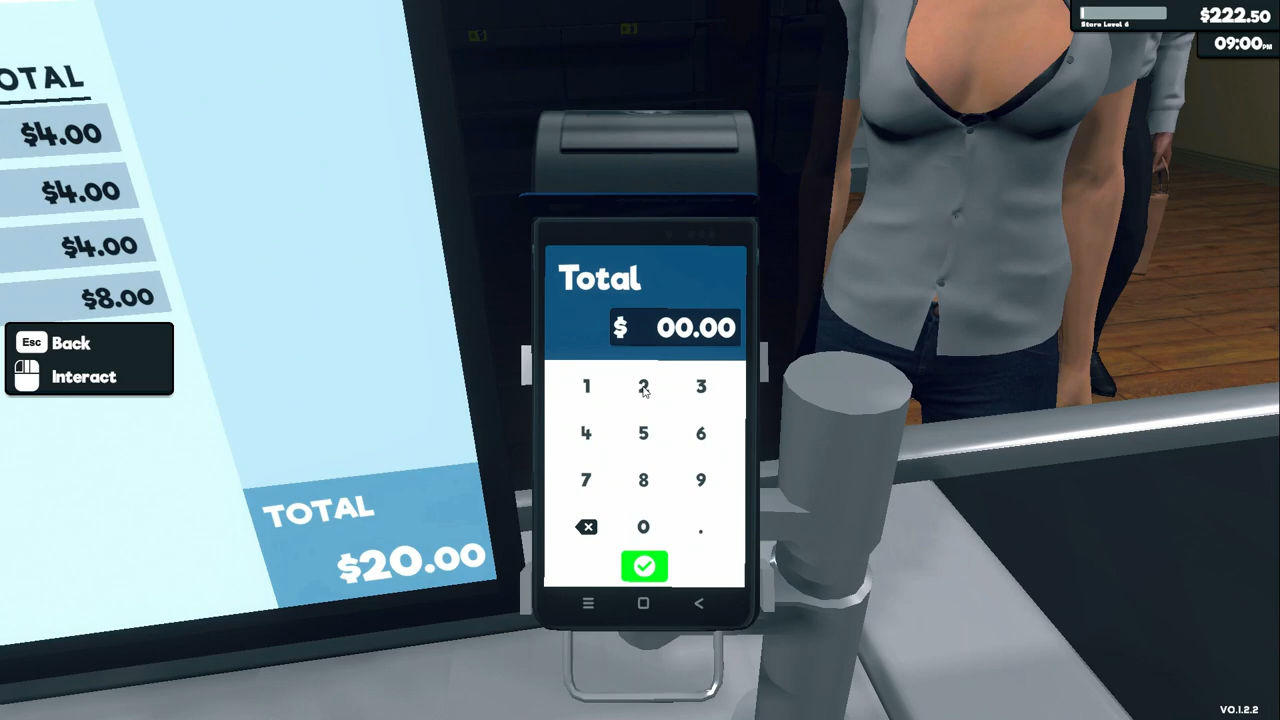 OTAL
$4.00
$4.00
$4.00
$8.00
TOTAL
$20.00
Esc Back
Interact
Total
$ 00.00
1 2 3
4 5 6
7 8 9
0 .
$222.50
Store Level 6
09:00PM
V0.1.2.2